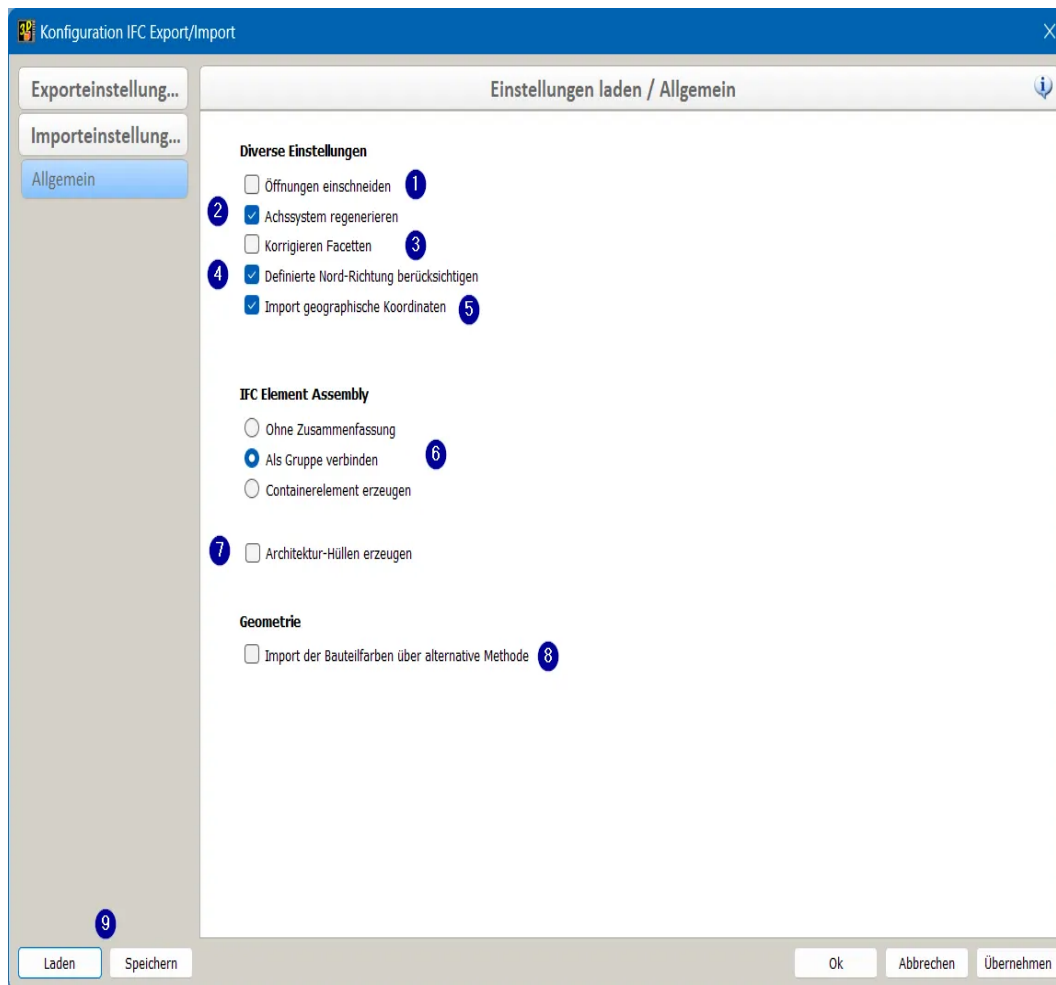 Konfiguration IFC Export/Import
Exporteinstellung...
Importeinstellung...
Allgemein
Einstellungen laden / Allgemein
Diverse Einstellungen
Öffnungen einschneiden 1
2 Achssystem regenerieren
Korrigieren Facetten 3
4 Definierte Nord-Richtung berücksichtigen
Import geographische Koordinaten 5
IFC Element Assembly
Ohne Zusammenfassung
Als Gruppe verbinden 6
Containerelement erzeugen
7 Architektur-Hüllen erzeugen
Geometrie
Import der Bauteilfarben über alternative Methode 8
9
Laden Speichern Ok Abbrechen Übernehmen